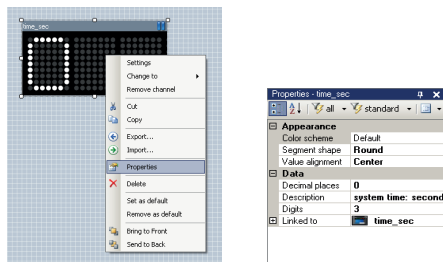 time_sec
Settings
Change to
Remove channel
Cut
Copy
Export...
Import...
Properties
Delete
Set as default
Remove as default
Bring to Front
Send to Back
Properties - time_sec
all
standard
Appearance
Color scheme Default
Segment shape Round
Value alignment Center
Data
Decimal places 0
Description system time: second
Digits 3
Linked to time_sec